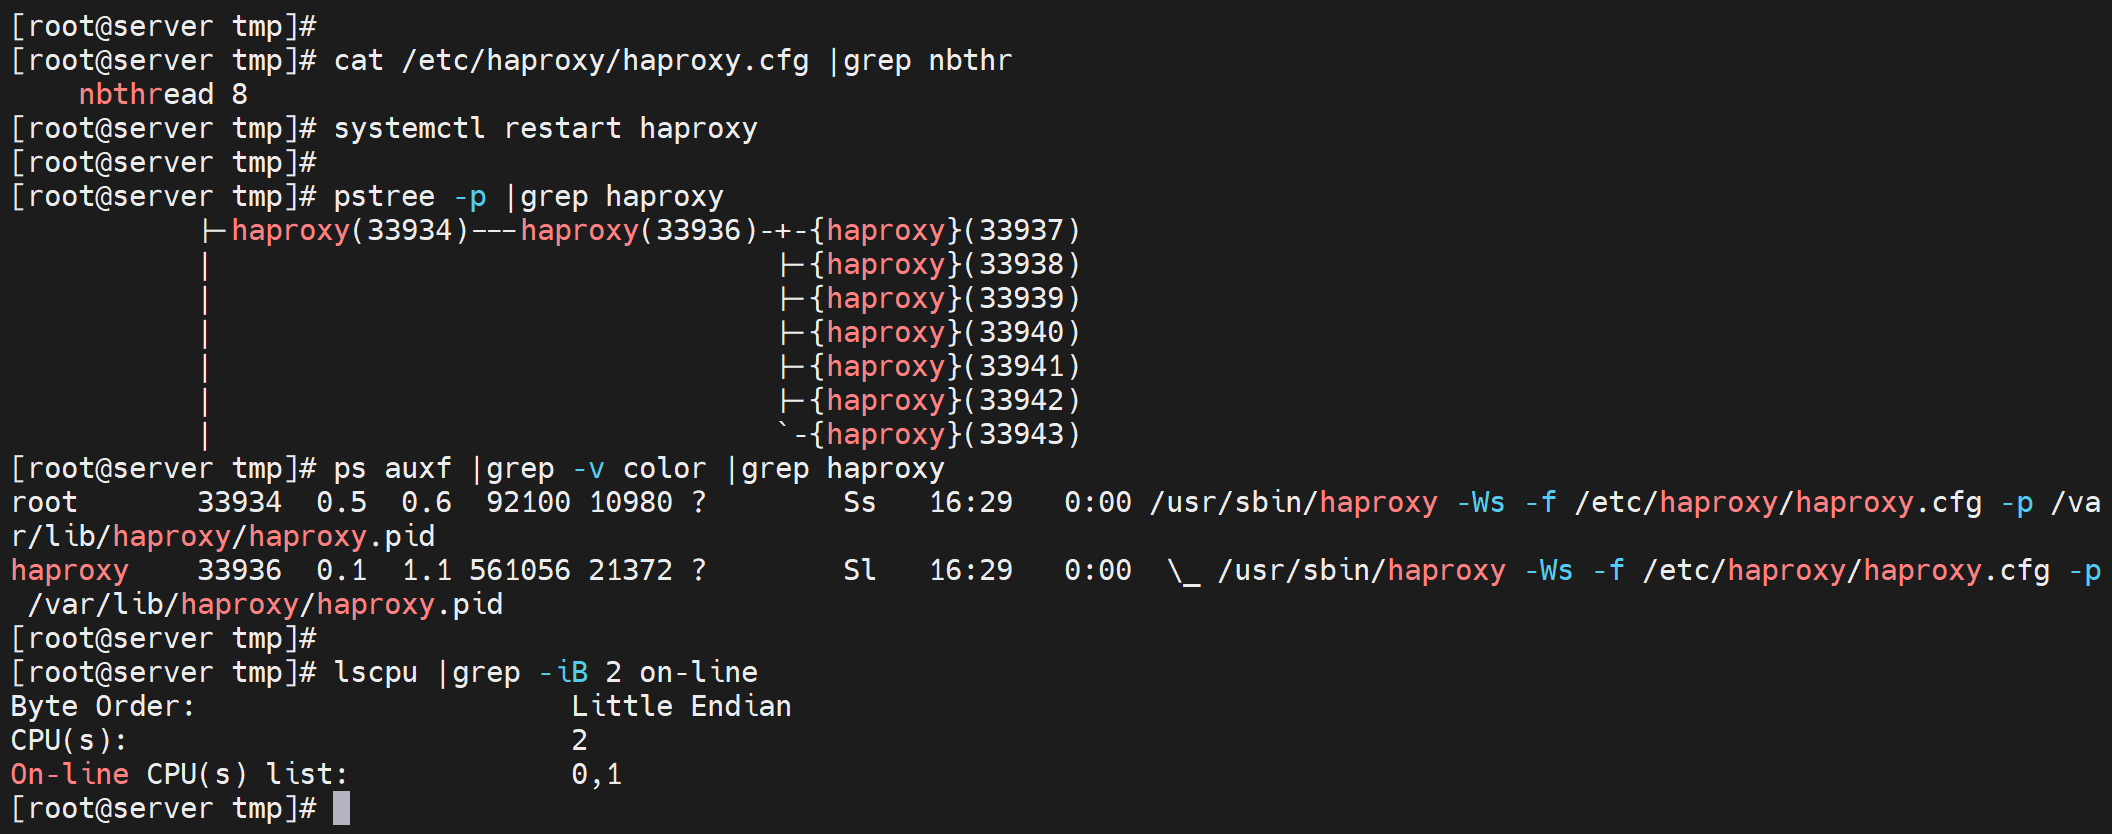 [root@server tmp]#
[root@server tmp]# cat /etc/haproxy/haproxy.cfg |grep nbthr
    nbthread 8
[root@server tmp]# systemctl restart haproxy
[root@server tmp]#
[root@server tmp]# pstree -p |grep haproxy
           |-haproxy(33934)---haproxy(33936)-+-{haproxy}(33937)
           |                                 |-{haproxy}(33938)
           |                                 |-{haproxy}(33939)
           |                                 |-{haproxy}(33940)
           |                                 |-{haproxy}(33941)
           |                                 |-{haproxy}(33942)
           |                                 `-{haproxy}(33943)
[root@server tmp]# ps auxf |grep -v color |grep haproxy
root       33934  0.5  0.6  92100 10980 ?        Ss   16:29   0:00 /usr/sbin/haproxy -Ws -f /etc/haproxy/haproxy.cfg -p /va
r/lib/haproxy/haproxy.pid
haproxy    33936  0.1  1.1 561056 21372 ?        Sl   16:29   0:00  \_ /usr/sbin/haproxy -Ws -f /etc/haproxy/haproxy.cfg -p
 /var/lib/haproxy/haproxy.pid
[root@server tmp]#
[root@server tmp]# lscpu |grep -iB 2 on-line
Byte Order:                      Little Endian
CPU(s):                          2
On-line CPU(s) list:             0,1
[root@server tmp]#